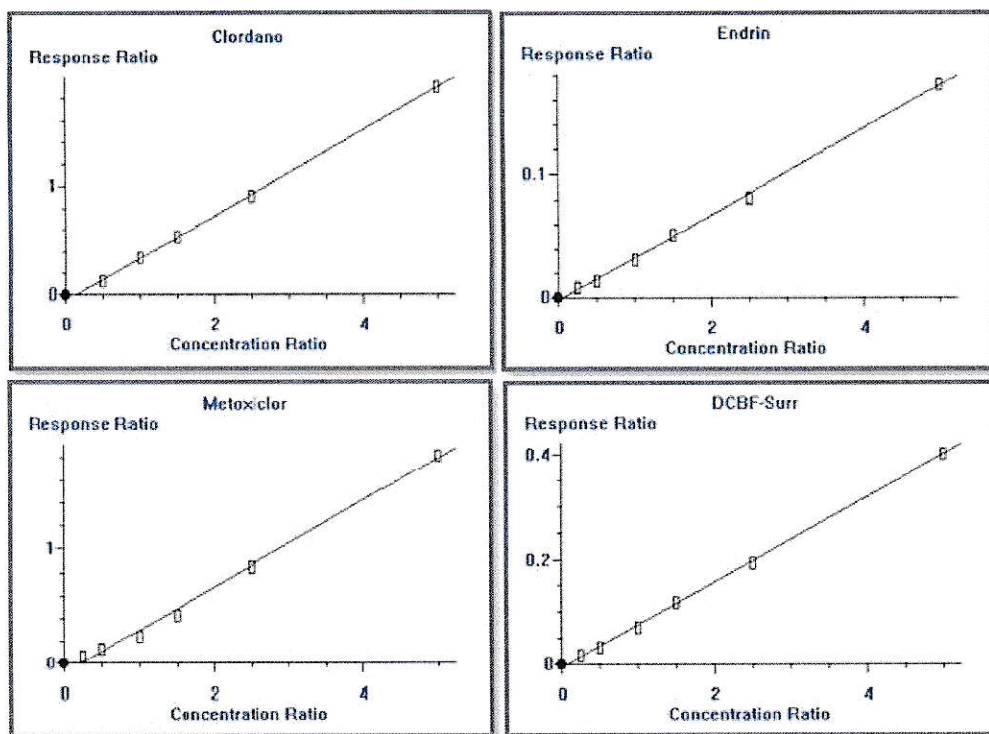 Clordano
Response Ratio
1
0
0 2 4
Concentration Ratio
Endrin
Response Ratio
0.1
0
0 2 4
Concentration Ratio
Metoxiclor
Response Ratio
1
0
0 2 4
Concentration Ratio
DCBF-Surr
Response Ratio
0.4
0.2
0
0 2 4
Concentration Ratio